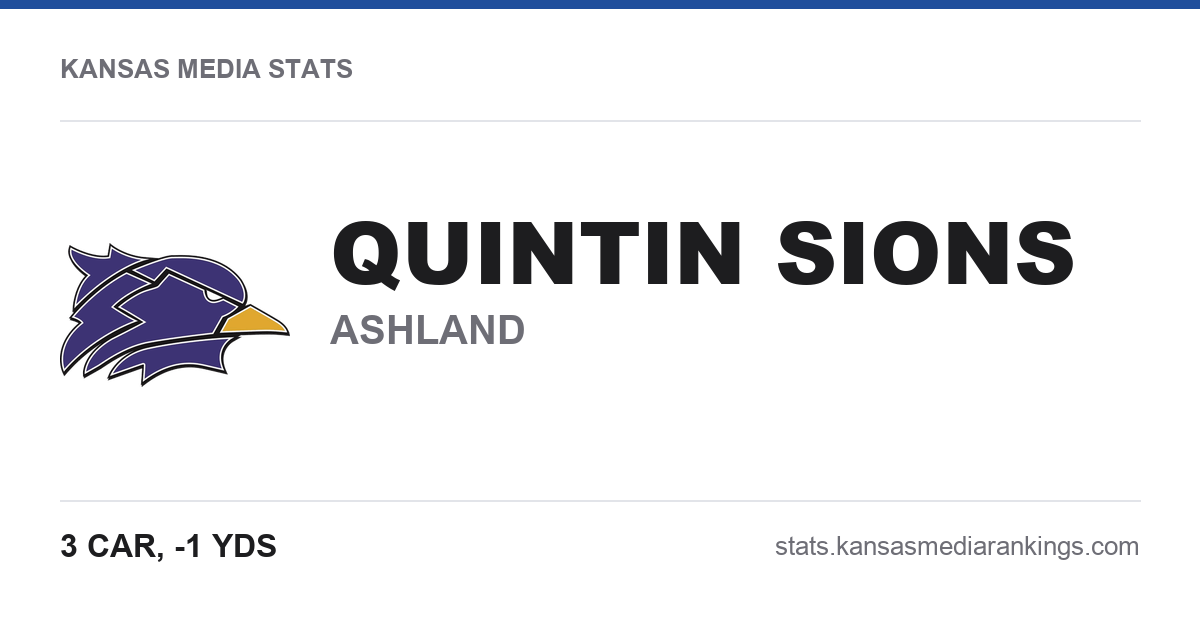 KANSAS MEDIA STATS
QUINTIN SIONS
ASHLAND
3 CAR, -1 YDS
stats.kansasmediarankings.com